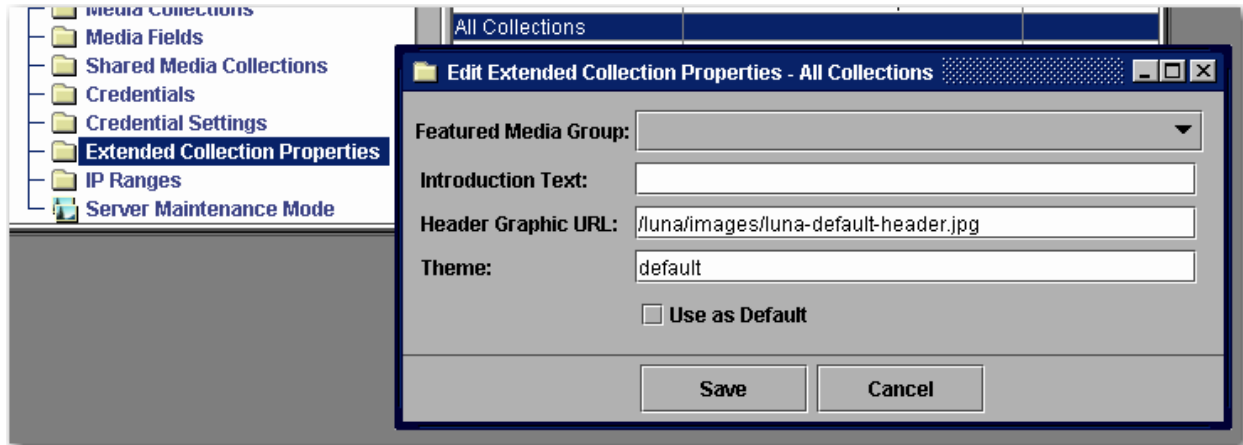 Media Collections
Media Fields
Shared Media Collections
Credentials
Credential Settings
Extended Collection Properties
IP Ranges
Server Maintenance Mode
All Collections
Edit Extended Collection Properties - All Collections
Featured Media Group:
Introduction Text:
Header Graphic URL: /luna/images/luna-default-header.jpg
Theme: default
Use as Default
Save Cancel